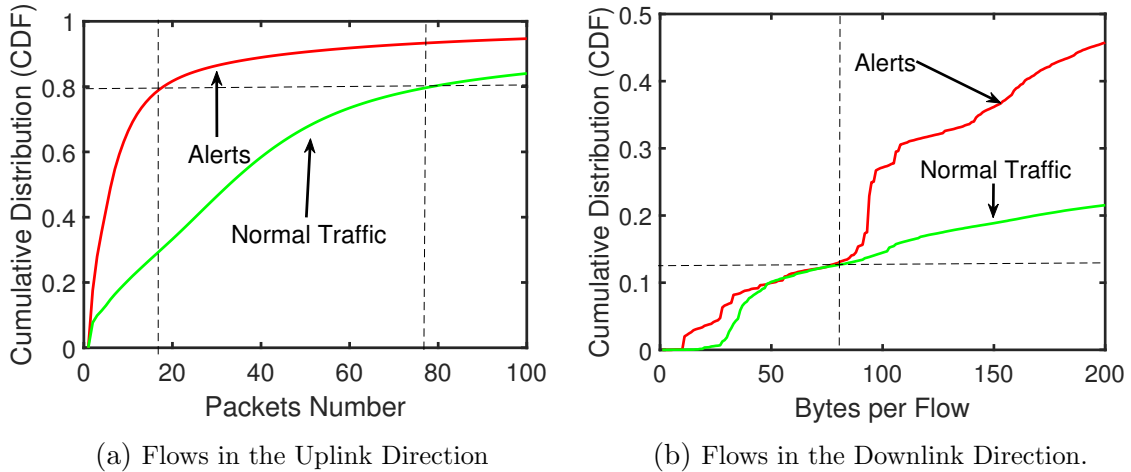 Cumulative Distribution (CDF)
1
0.8
0.6
0.4
0.2
0
Alerts
Normal Traffic
0 20 40 60 80 100
Packets Number
(a) Flows in the Uplink Direction
Cumulative Distribution (CDF)
0.5
0.4
0.3
0.2
0.1
0
Alerts
Normal Traffic
0 50 100 150 200
Bytes per Flow
(b) Flows in the Downlink Direction.